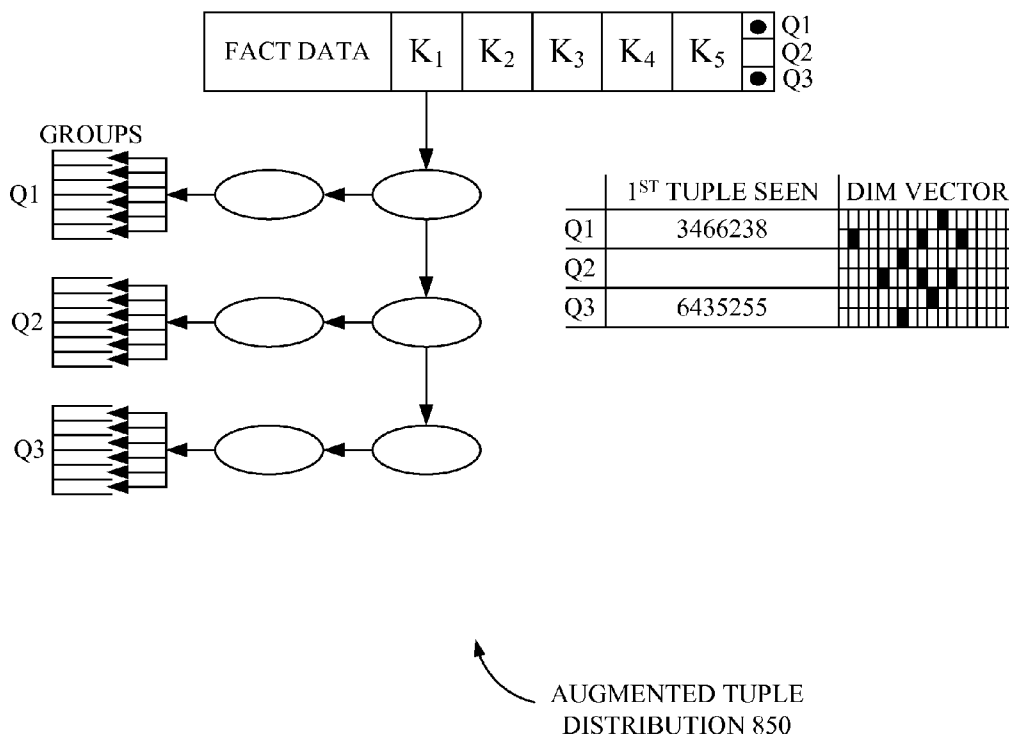 FACT DATA K1 K2 K3 K4 K5 Q1
Q2
Q3
GROUPS
Q1
Q2
Q3
1ST TUPLE SEEN DIM VECTOR
Q1 3466238
Q2
Q3 6435255
AUGMENTED TUPLE
DISTRIBUTION 850